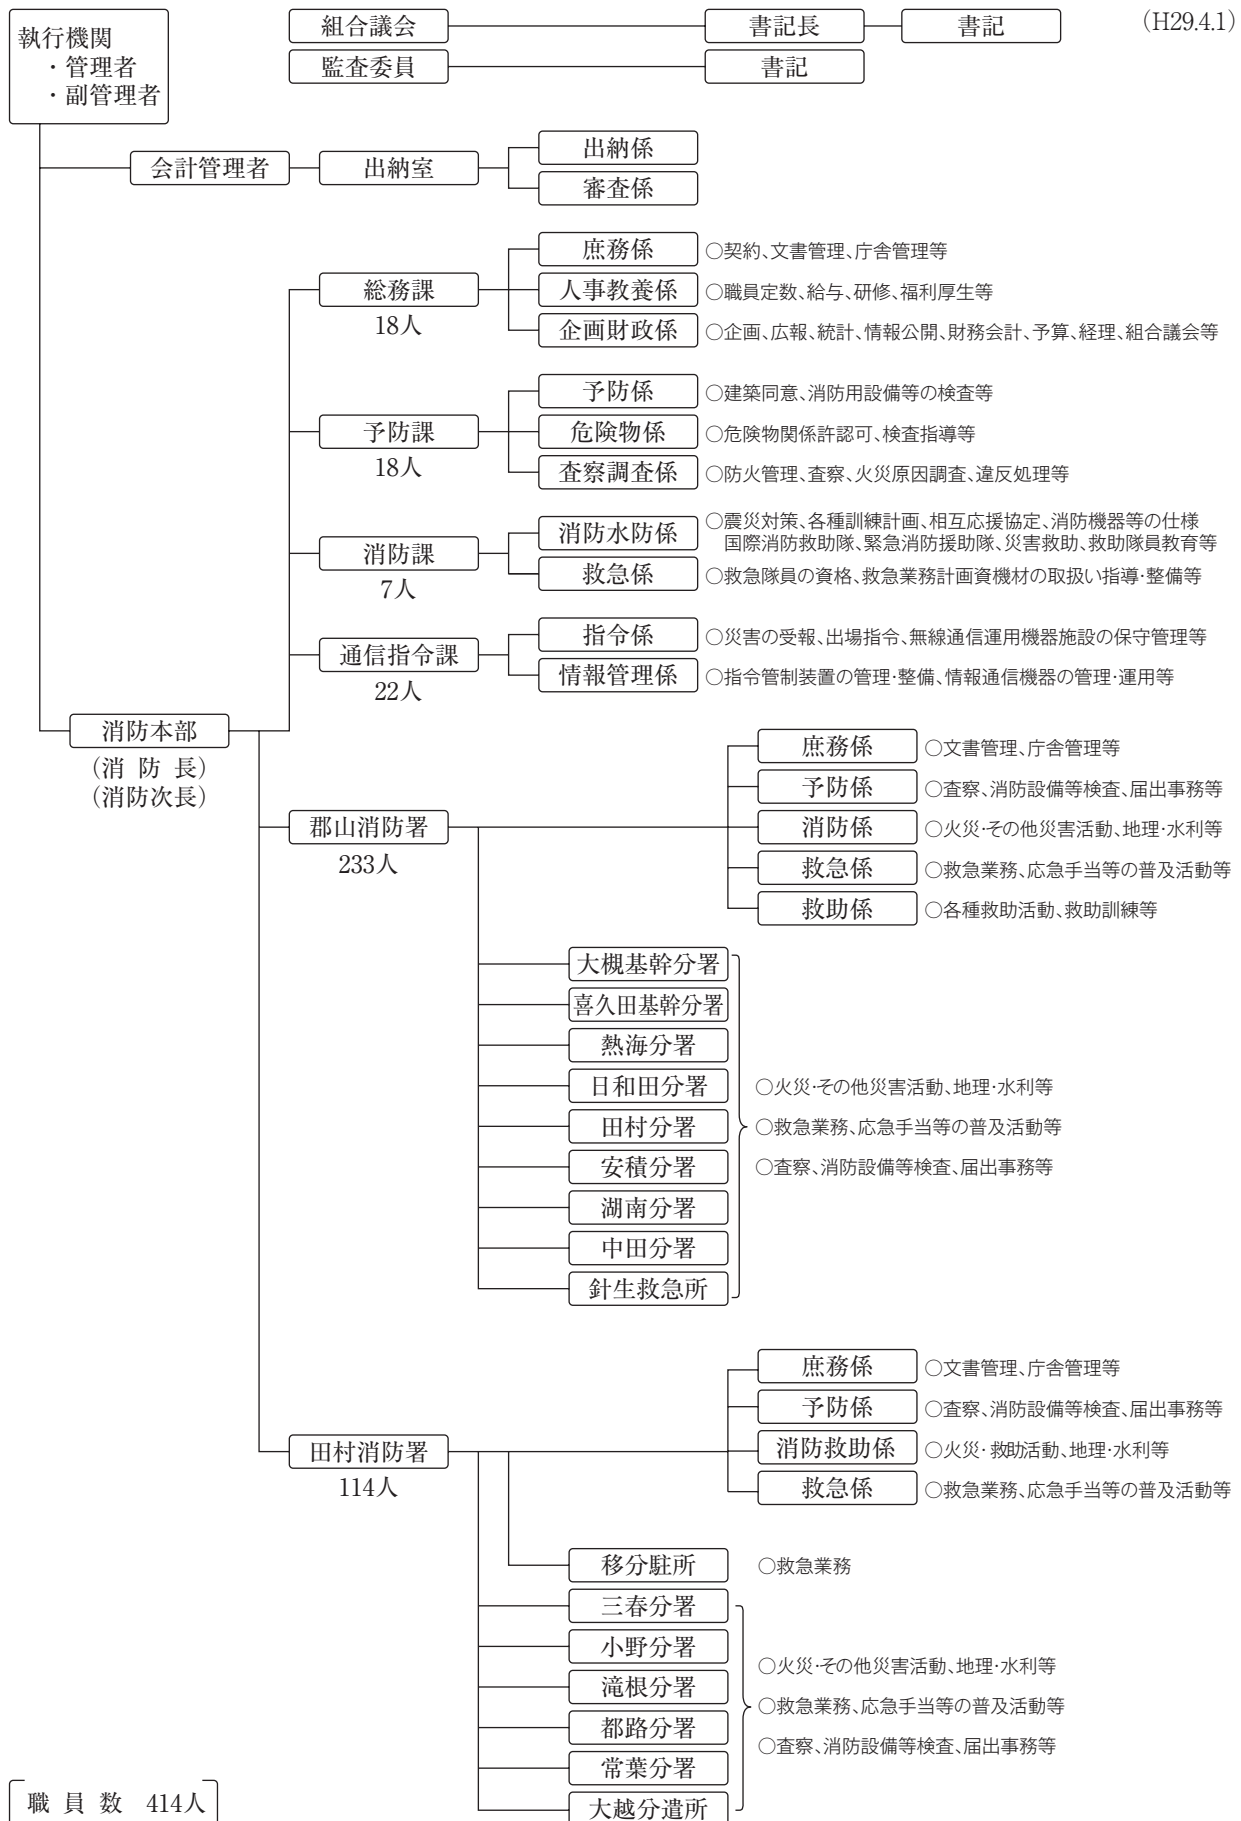 執行機関
・管理者
・副管理者
組合議会 書記長 書記 (H29.4.1)
監査委員 書記
会計管理者 出納室
出納係
審査係
総務課
18人
庶務係 ○契約、文書管理、庁舎管理等
人事教養係 ○職員定数、給与、研修、福利厚生等
企画財政係 ○企画、広報、統計、情報公開、財務会計、予算、経理、組合議会等
予防課
18人
予防係 ○建築同意、消防用設備等の検査等
危険物係 ○危険物関係許認可、検査指導等
査察調査係 ○防火管理、査察、火災原因調査、違反処理等
消防課
7人
消防水防係 ○震災対策、各種訓練計画、相互応援協定、消防機器等の仕様
国際消防救助隊、緊急消防援助隊、災害救助、救助隊員教育等
救急係 ○救急隊員の資格、救急業務計画資機材の取扱い指導・整備等
通信指令課
22人
指令係 ○災害の受報、出場指令、無線通信運用機器施設の保守管理等
情報管理係 ○指令管制装置の管理・整備、情報通信機器の管理・運用等
消防本部
(消 防 長)
(消防次長)
郡山消防署
233人
庶務係 ○文書管理、庁舎管理等
予防係 ○査察、消防設備等検査、届出事務等
消防係 ○火災・その他災害活動、地理・水利等
救急係 ○救急業務、応急手当等の普及活動等
救助係 ○各種救助活動、救助訓練等
大槻基幹分署
喜久田基幹分署
熱海分署
日和田分署 ○火災・その他災害活動、地理・水利等
田村分署 ○救急業務、応急手当等の普及活動等
安積分署 ○査察、消防設備等検査、届出事務等
湖南分署
中田分署
針生救急所
田村消防署
114人
庶務係 ○文書管理、庁舎管理等
予防係 ○査察、消防設備等検査、届出事務等
消防救助係 ○火災・救助活動、地理・水利等
救急係 ○救急業務、応急手当等の普及活動等
移分駐所 ○救急業務
三春分署
小野分署
滝根分署
都路分署
常葉分署
大越分遣所
○火災・その他災害活動、地理・水利等
○救急業務、応急手当等の普及活動等
○査察、消防設備等検査、届出事務等
職 員 数 414人